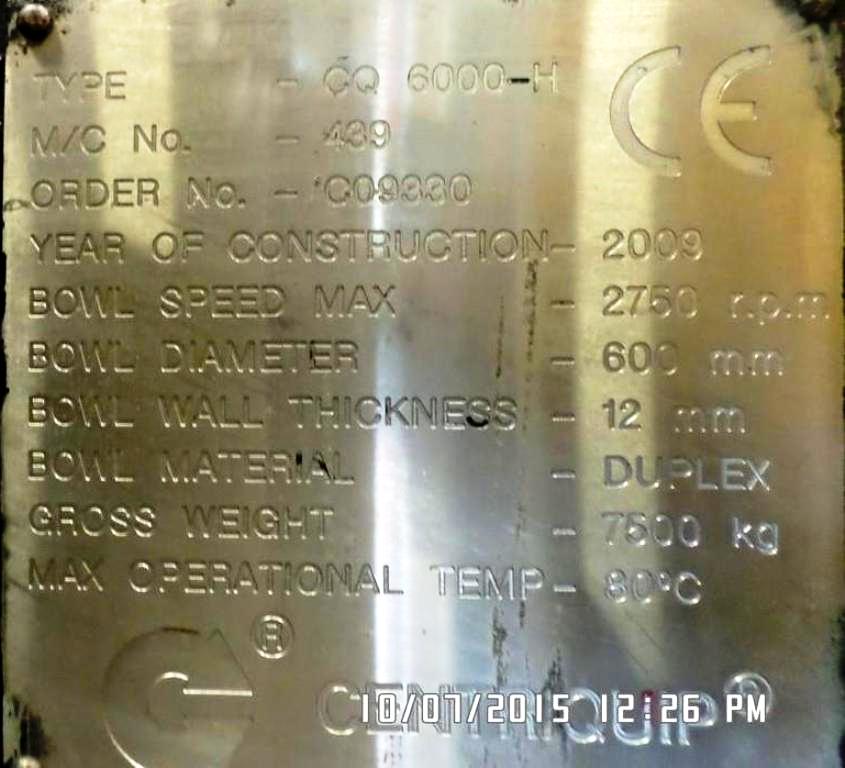 TYPE - CQ 6000-H
CE
M/C No. - 439
ORDER No. - C09330
YEAR OF CONSTRUCTION - 2009
BOWL SPEED MAX - 2750 r.p.m
BOWL DIAMETER - 600 mm
BOWL WALL THICKNESS - 12 mm
BOWL MATERIAL - DUPLEX
GROSS WEIGHT - 7500 kg
MAX OPERATIONAL TEMP - 80°C
®
CENTRIQUIP®
10/07/2015 12:26 PM